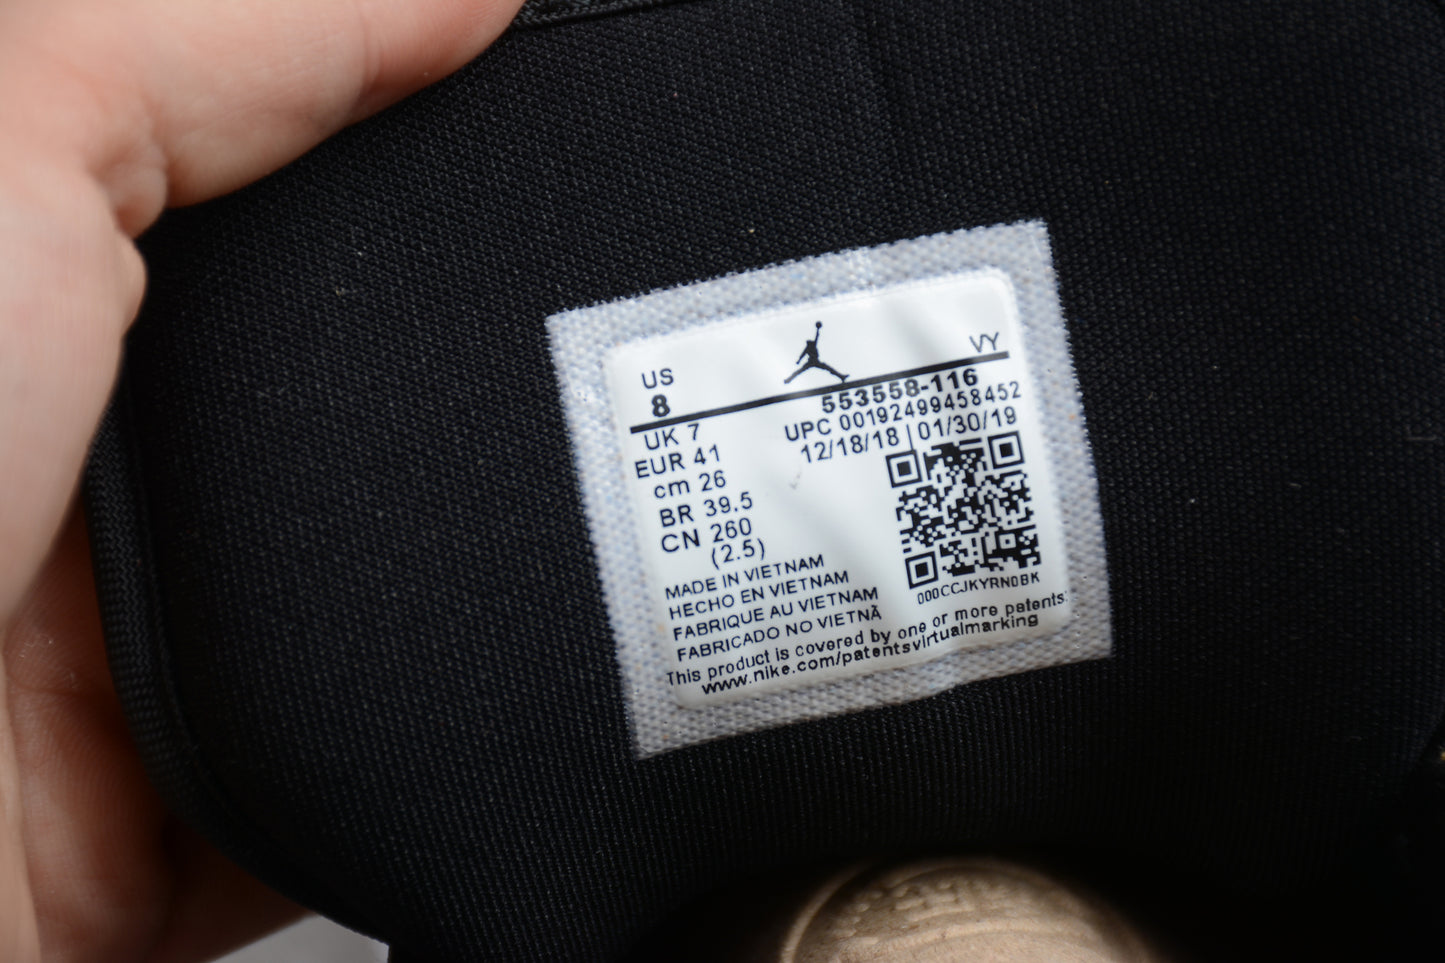 US
VY
8
553558-116
UK 7
UPC 00192499458452
EUR 41
12/18/18 | 01/30/19
cm 26
BR 39.5
CN 260
(2.5)
MADE IN VIETNAM
HECHO EN VIETNAM
FABRIQUE AU VIETNAM
FABRICADO NO VIETNÃ
000CCJKYRN0BK
This product is covered by one or more patents:
www.nike.com/patentsvirtualmarking